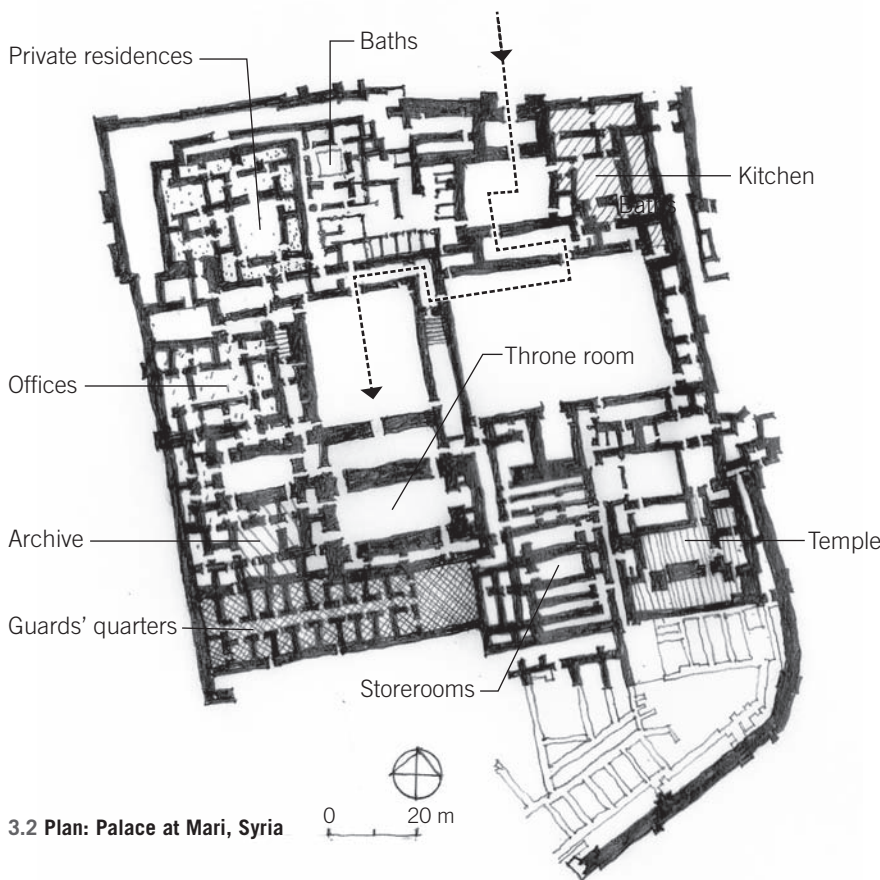 Baths
Private residences
Kitchen
Baths
Throne room
Offices
Archive
Temple
Guards' quarters
Storerooms
0 20 m
3.2 Plan: Palace at Mari, Syria